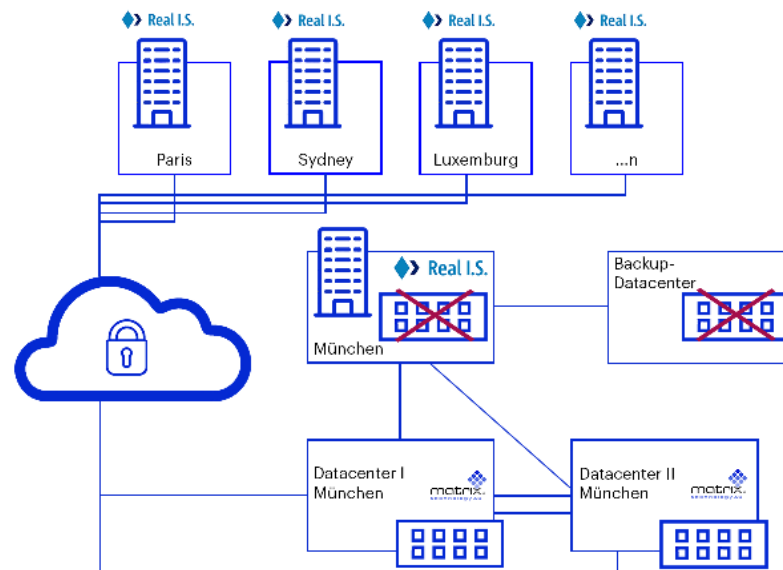 Real I.S.
Real I.S.
Real I.S.
Real I.S.
Paris
Sydney
Luxemburg
...n
Real I.S.
München
Backup-
Datacenter
Datacenter I
München
matrix.
Datacenter II
München
matrix.